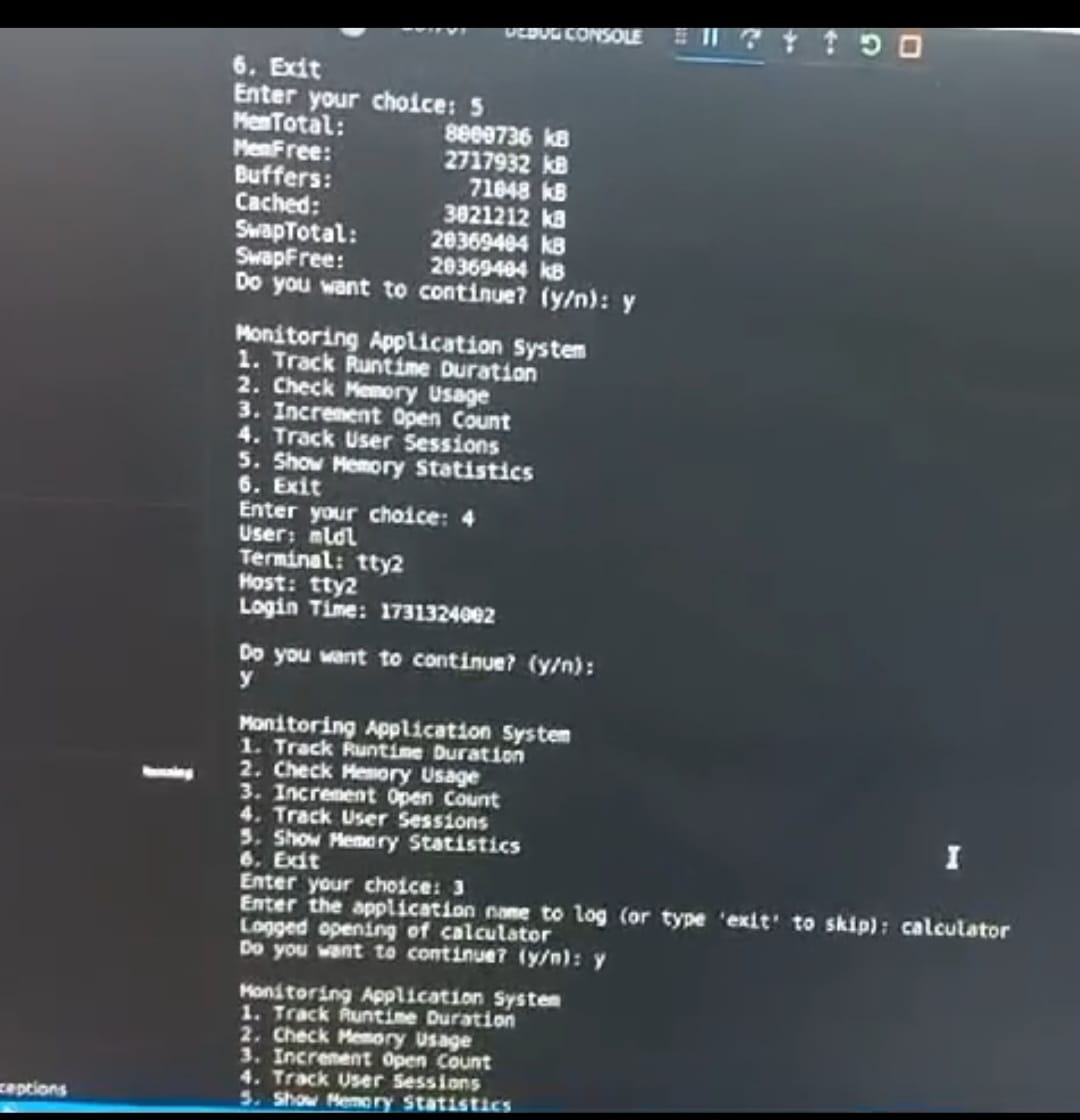 DEBUG CONSOLE
6. Exit
Enter your choice: 5
MemTotal: 8000736 kB
MemFree: 2717932 kB
Buffers: 71048 kB
Cached: 3021212 kB
SwapTotal: 20369404 kB
SwapFree: 20369404 kB
Do you want to continue? (y/n): y
Monitoring Application System
1. Track Runtime Duration
2. Check Memory Usage
3. Increment Open Count
4. Track User Sessions
5. Show Memory Statistics
6. Exit
Enter your choice: 4
User: mldl
Terminal: tty2
Host: tty2
Login Time: 1731324002
Do you want to continue? (y/n):
y
Monitoring Application System
1. Track Runtime Duration
Running
2. Check Memory Usage
3. Increment Open Count
4. Track User Sessions
5. Show Memory Statistics
6. Exit
Enter your choice: 3
Enter the application name to log (or type 'exit' to skip): calculator
Logged opening of calculator
Do you want to continue? (y/n): y
Monitoring Application System
1. Track Runtime Duration
2. Check Memory Usage
3. Increment Open Count
4. Track User Sessions
ceptions
5. Show Memory Statistics